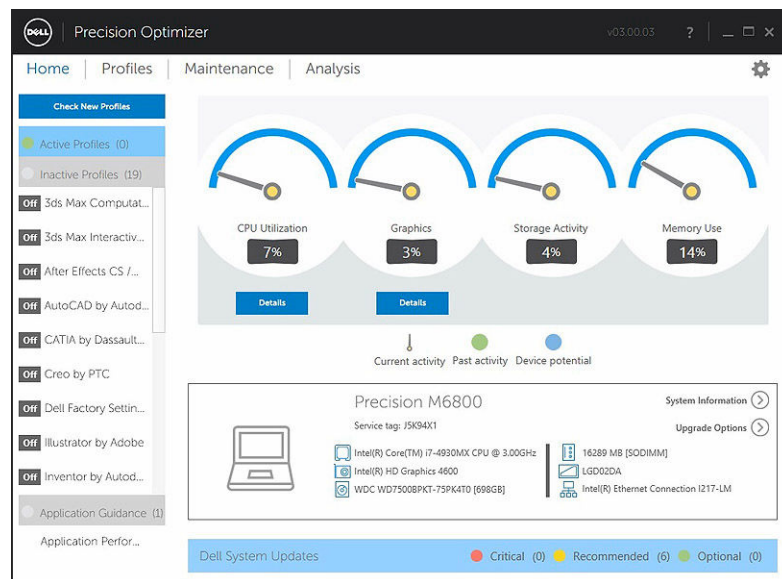 DELL Precision Optimizer v03.00.03 ?
Home Profiles Maintenance Analysis
Check New Profiles
Active Profiles (0)
Inactive Profiles (19)
Off 3ds Max Computat...
Off 3ds Max Interactiv...
Off After Effects CS /...
Off AutoCAD by Autod...
Off CATIA by Dassault...
Off Creo by PTC
Off Dell Factory Settin...
Off Illustrator by Adobe
Off Inventor by Autod...
Application Guidance (1)
Application Perfor...
CPU Utilization
7%
Details
Graphics
3%
Details
Storage Activity
4%
Memory Use
14%
Current activity Past activity Device potential
Precision M6800
Service tag: J5K94X1
System Information
Upgrade Options
Intel(R) Core(TM) i7-4930MX CPU @ 3.00GHz
Intel(R) HD Graphics 4600
WDC WD7500BPKT-75PK4T0 [698GB]
16289 MB [SODIMM]
LGD02DA
Intel(R) Ethernet Connection I217-LM
Dell System Updates Critical (0) Recommended (6) Optional (0)